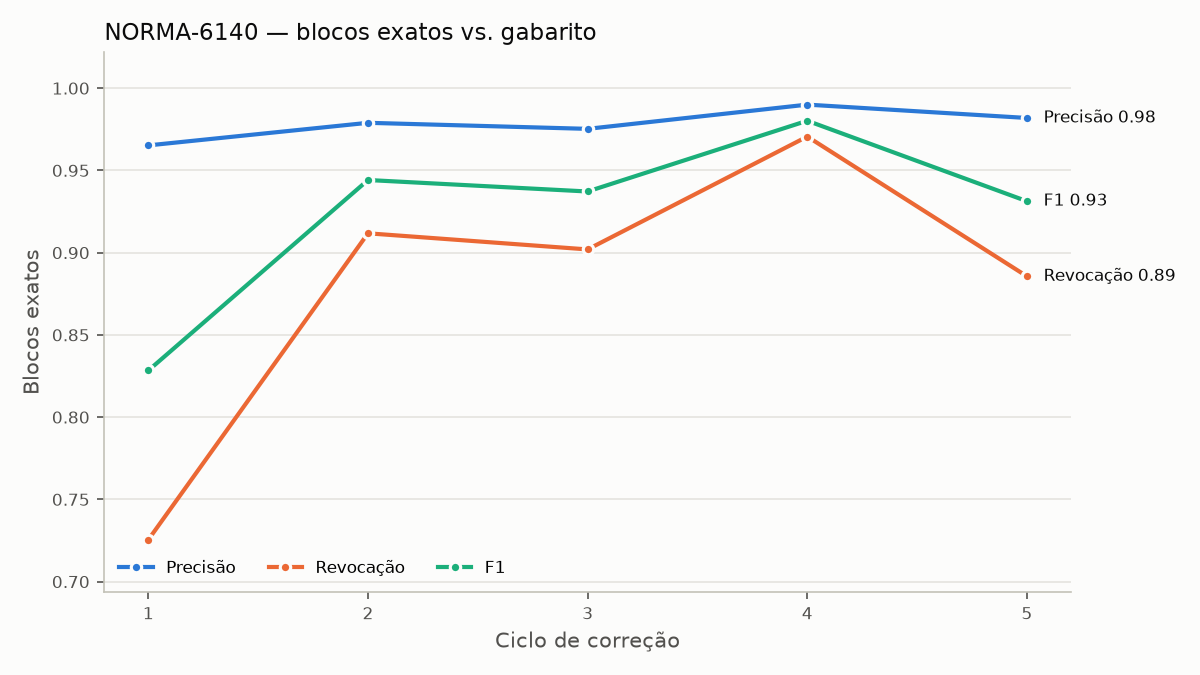 NORMA-6140 — blocos exatos vs. gabarito
Blocos exatos
1.00
0.95
0.90
0.85
0.80
0.75
0.70
Precisão 0.98
F1 0.93
Revocação 0.89
Precisão
Revocação
F1
1
2
3
4
5
Ciclo de correção